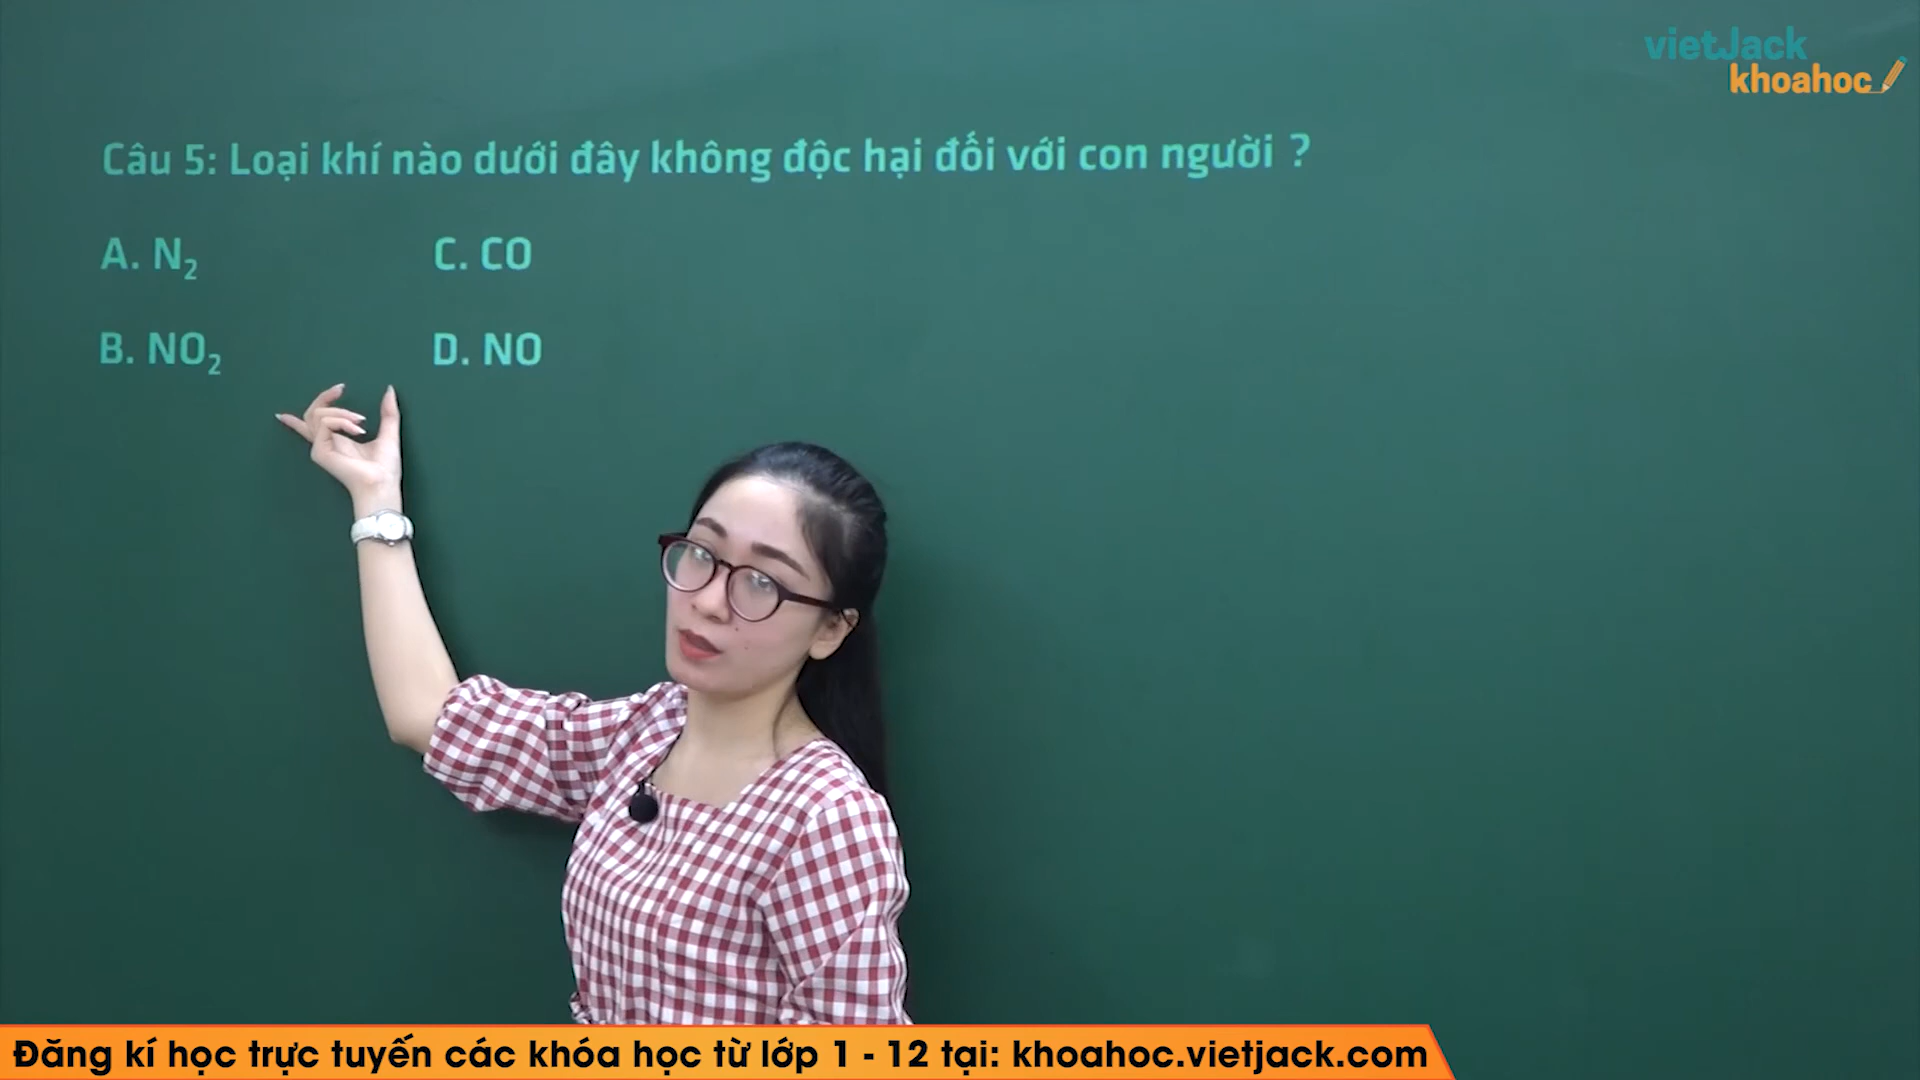 vietJack
khoahoc
Câu 5: Loại khí nào dưới đây không độc hại đối với con người ?
A. N₂
C. CO
B. NO₂
D. NO
Đăng kí học trực tuyến các khóa học từ lớp 1 - 12 tại: khoahoc.vietjack.com